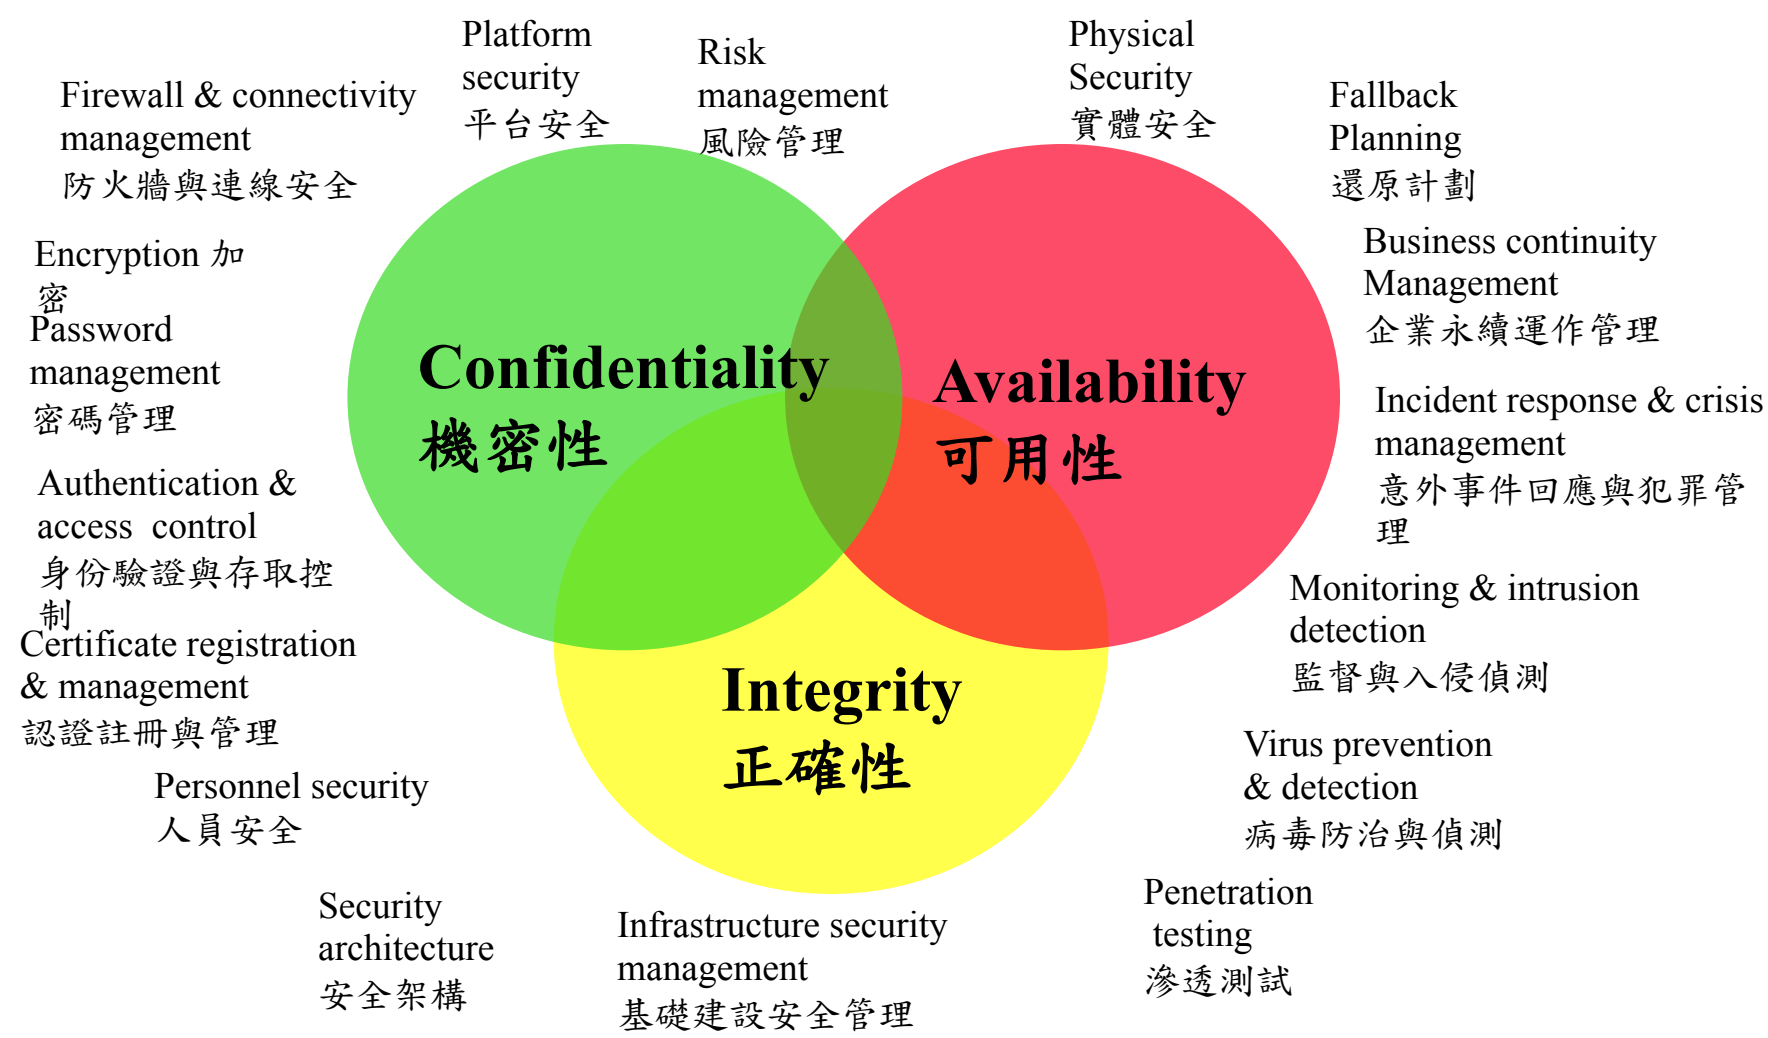 Platform
security
平台安全
Risk
management
風險管理
Physical
Security
實體安全
Firewall & connectivity
management
防火牆與連線安全
Fallback
Planning
還原計劃
Encryption 加
密
Business continuity
Management
企業永續運作管理
Password
management
密碼管理
Confidentiality
機密性
Availability
可用性
Incident response & crisis
management
意外事件回應與犯罪管
理
Authentication &
access control
身份驗證與存取控
制
Monitoring & intrusion
detection
監督與入侵偵測
Certificate registration
& management
認證註冊與管理
Integrity
正確性
Virus prevention
& detection
病毒防治與偵測
Personnel security
人員安全
Security
architecture
安全架構
Infrastructure security
management
基礎建設安全管理
Penetration
testing
滲透測試